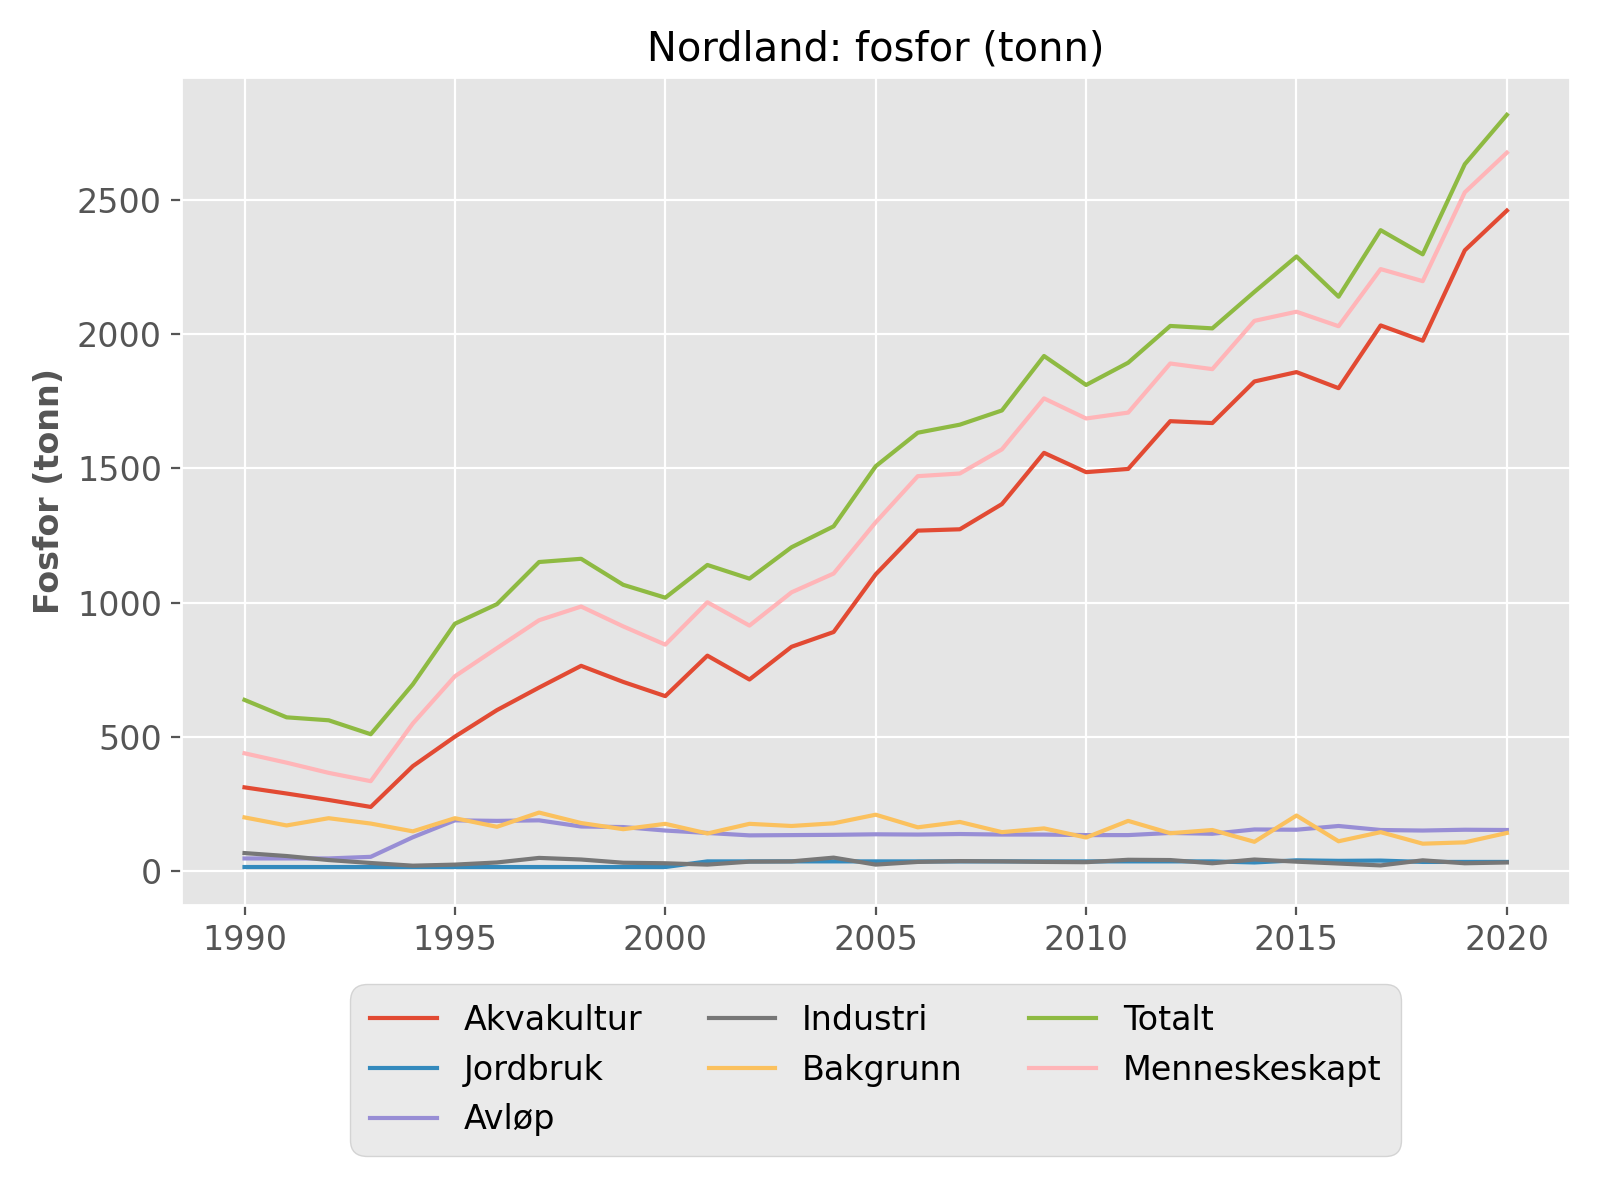 Nordland: fosfor (tonn)
Fosfor (tonn)
2500
2000
1500
1000
500
0
1990 1995 2000 2005 2010 2015 2020
Akvakultur Industri Totalt
Jordbruk Bakgrunn Menneskeskapt
Avløp